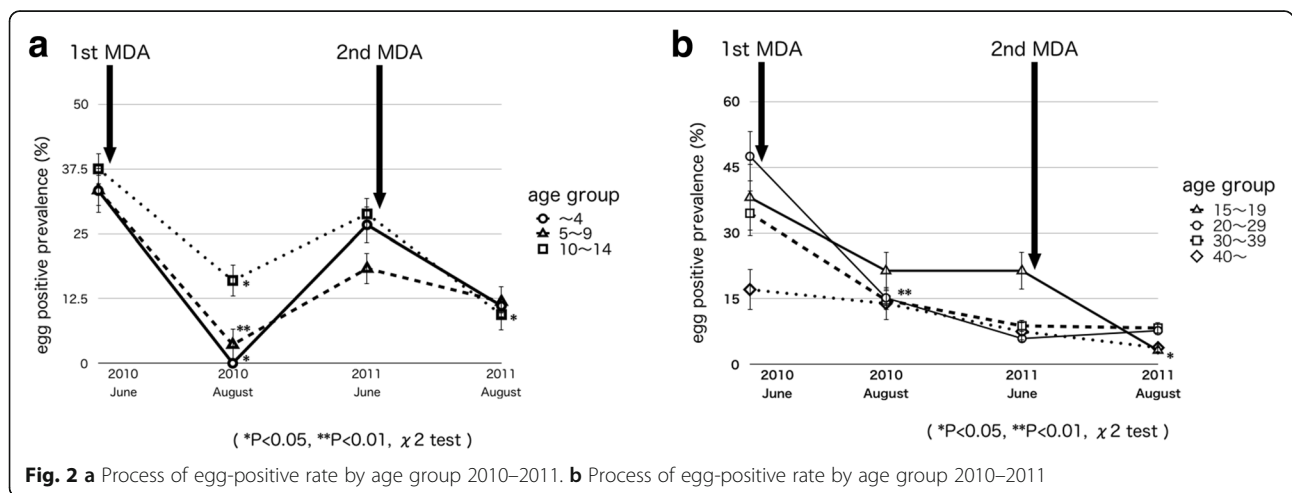 a
1st MDA
2nd MDA
egg positive prevalence (%)
50
37.5
25
12.5
0
*
**
*
*
age group
~4
5~9
10~14
2010 2010 2011 2011
June August June August
( *P<0.05, **P<0.01, χ2 test )
b
1st MDA
2nd MDA
egg positive prevalence (%)
60
45
30
15
0
**
*
age group
15~19
20~29
30~39
40~
2010 2010 2011 2011
June August June August
( *P<0.05, **P<0.01, χ2 test )
Fig. 2 a Process of egg-positive rate by age group 2010–2011. b Process of egg-positive rate by age group 2010–2011